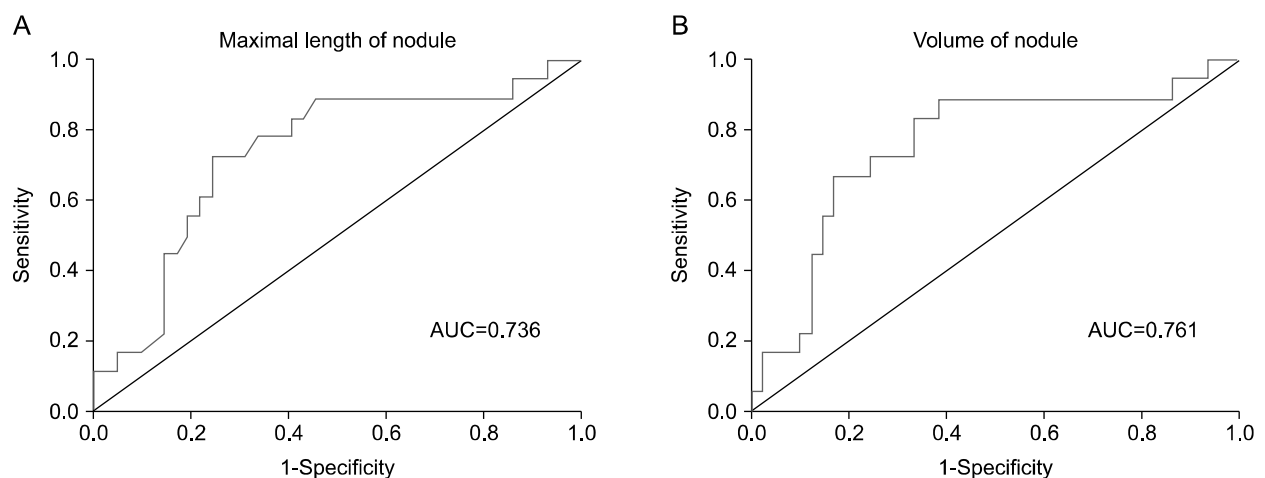 A
Maximal length of nodule
1.0
0.8
0.6
0.4
0.2
0.0
Sensitivity
AUC=0.736
0.0 0.2 0.4 0.6 0.8 1.0
1-Specificity
B
Volume of nodule
1.0
0.8
0.6
0.4
0.2
0.0
Sensitivity
AUC=0.761
0.0 0.2 0.4 0.6 0.8 1.0
1-Specificity